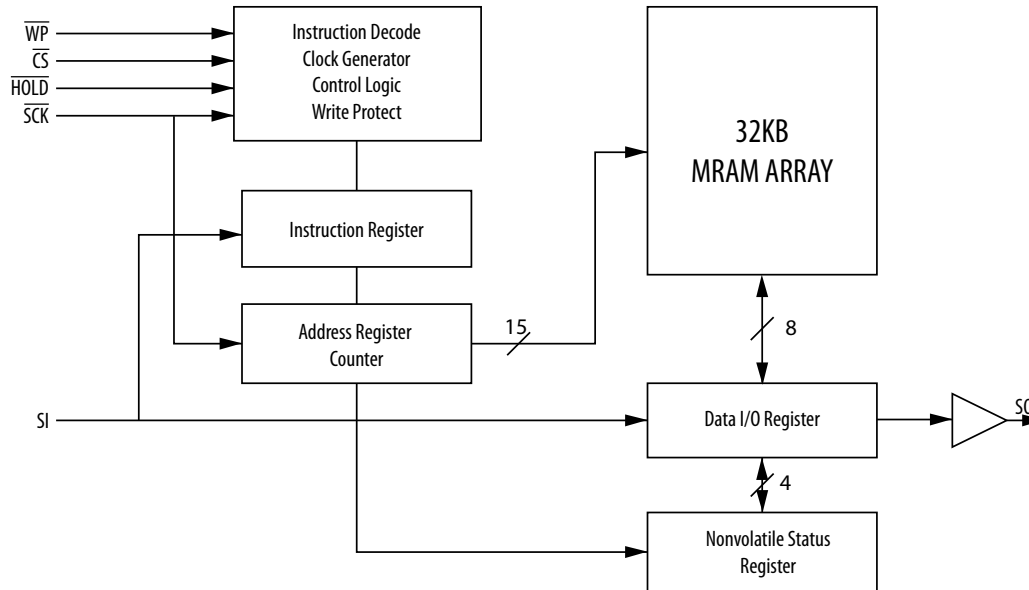 WP
CS
HOLD
SCK
Instruction Decode
Clock Generator
Control Logic
Write Protect
32KB
MRAM ARRAY
Instruction Register
Address Register
Counter
15
8
SI
Data I/O Register
SO
4
Nonvolatile Status
Register